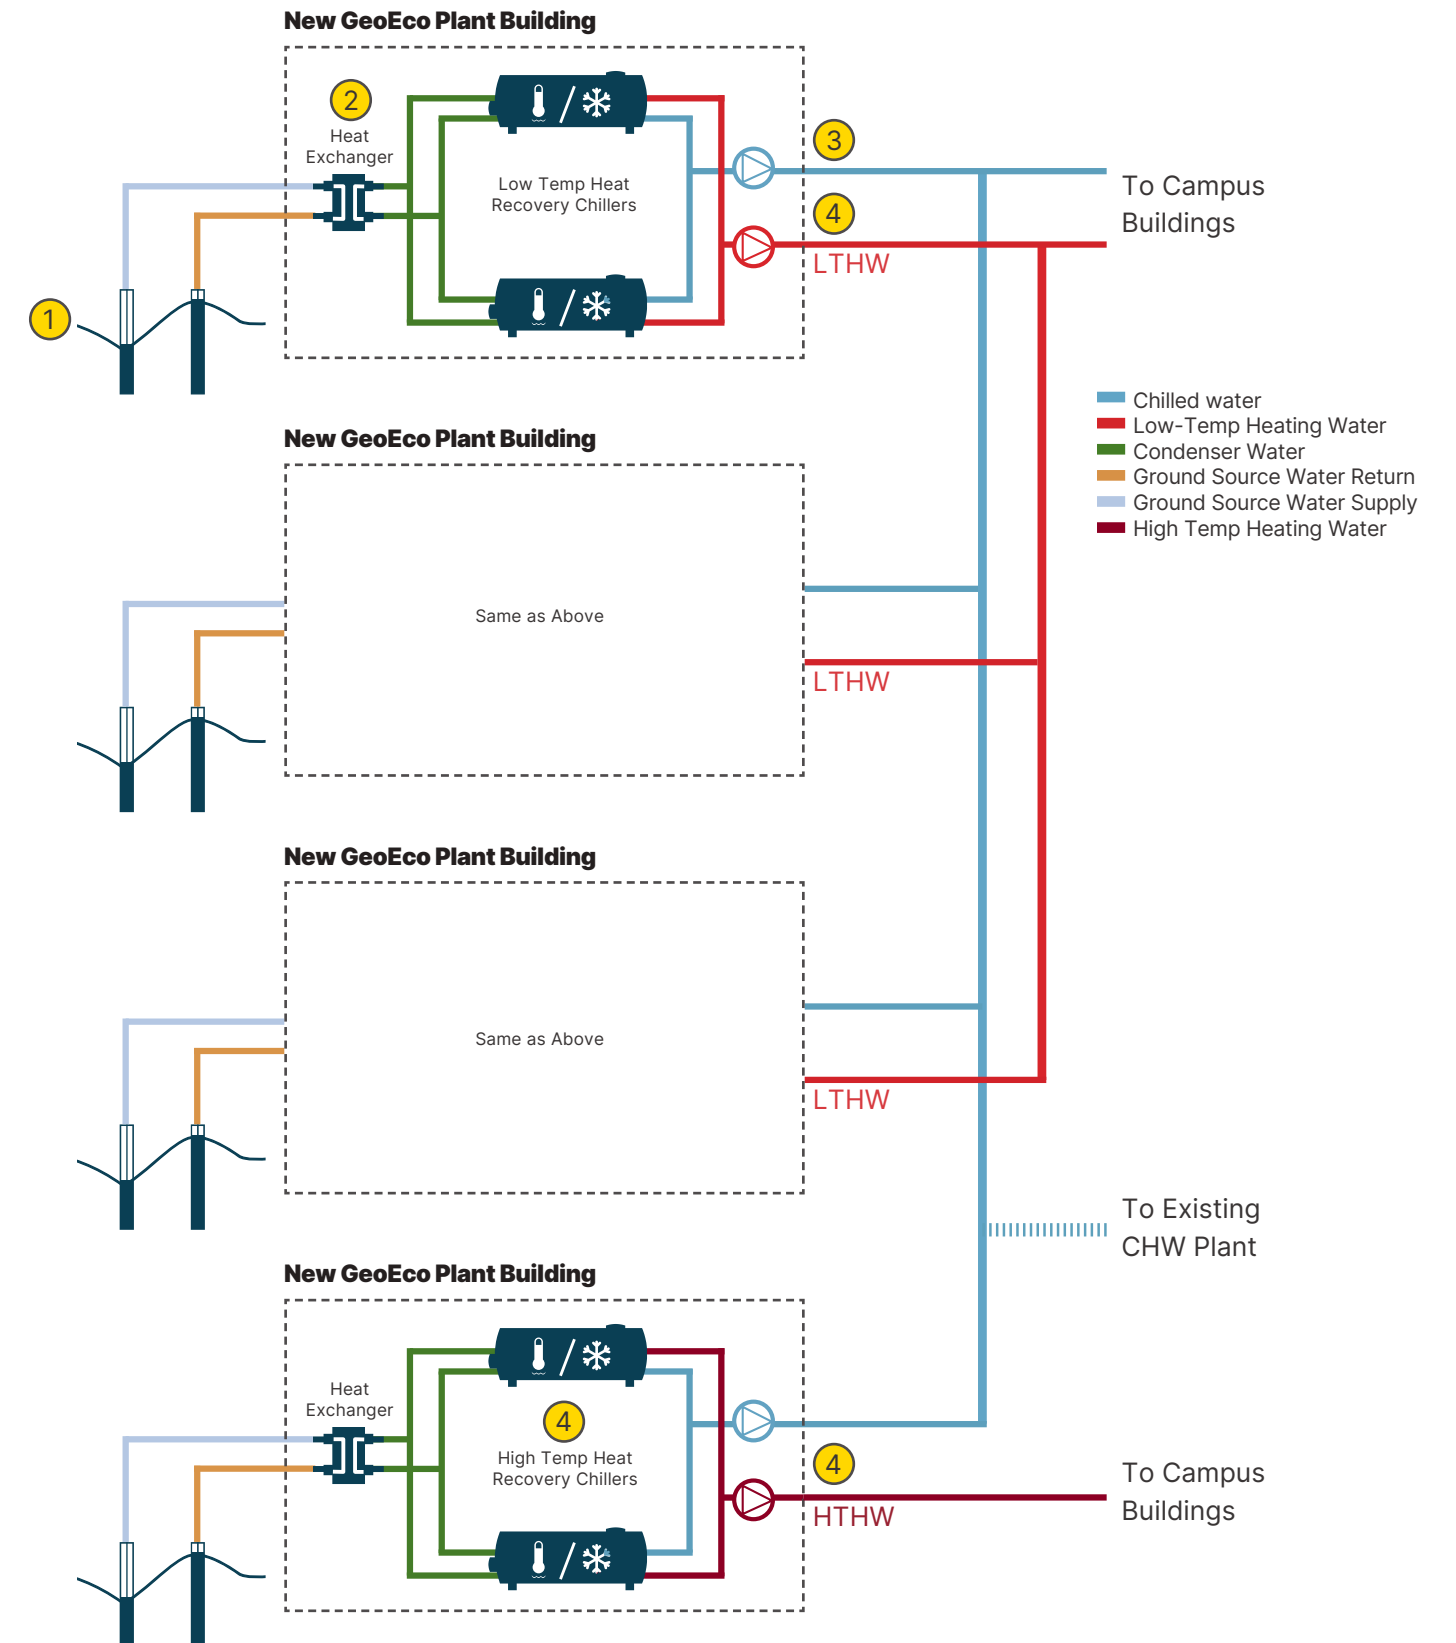 New GeoEco Plant Building
2
Heat
Exchanger
Low Temp Heat
Recovery Chillers
3
4
LTHW
To Campus
Buildings
1
Chilled water
Low-Temp Heating Water
Condenser Water
Ground Source Water Return
Ground Source Water Supply
High Temp Heating Water
New GeoEco Plant Building
Same as Above
LTHW
New GeoEco Plant Building
Same as Above
LTHW
To Existing
CHW Plant
New GeoEco Plant Building
Heat
Exchanger
4
High Temp Heat
Recovery Chillers
4
HTHW
To Campus
Buildings